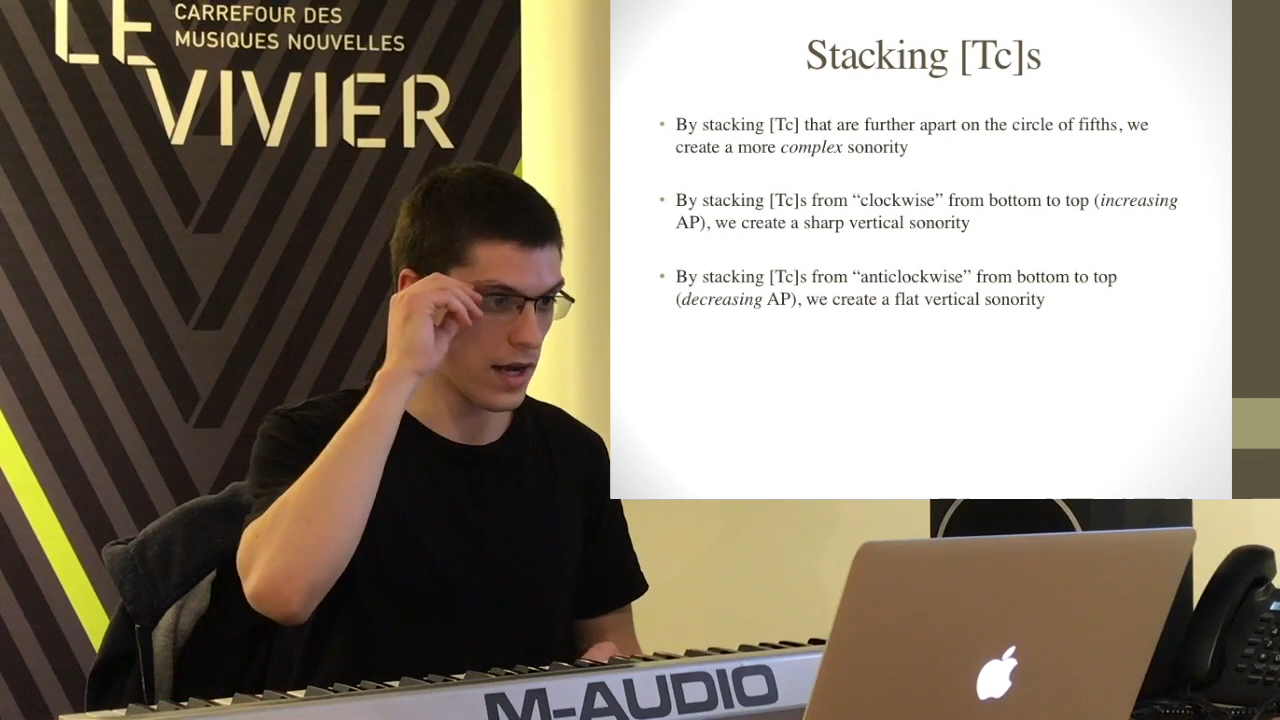 LE
CARREFOUR DES
MUSIQUES NOUVELLES
VIVIER
Stacking [Tc]s
• By stacking [Tc] that are further apart on the circle of fifths, we
create a more complex sonority
• By stacking [Tc]s from “clockwise” from bottom to top (increasing
AP), we create a sharp vertical sonority
• By stacking [Tc]s from “anticlockwise” from bottom to top
(decreasing AP), we create a flat vertical sonority
M-AUDIO